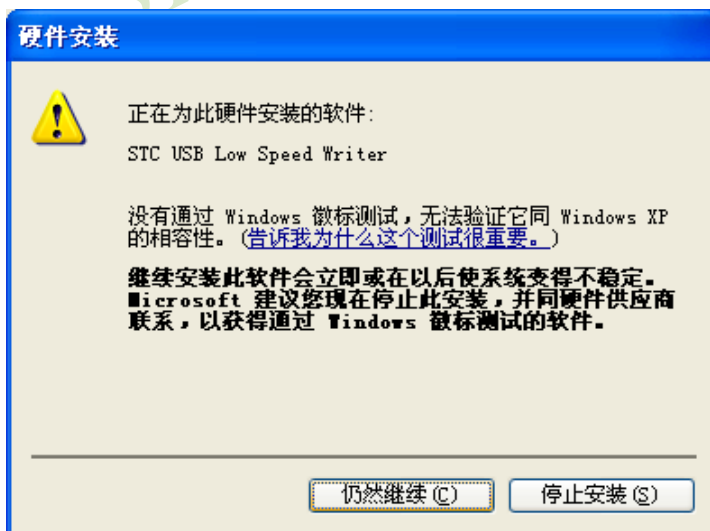 硬件安装
正在为此硬件安装的软件:
STC USB Low Speed Writer
没有通过 Windows 徽标测试，无法验证它同 Windows XP
的相容性。(告诉我为什么这个测试很重要。)
继续安装此软件会立即或在以后使系统变得不稳定。
Microsoft 建议您现在停止此安装，并同硬件供应商
联系，以获得通过 Windows 徽标测试的软件。
仍然继续(C) 停止安装(S)